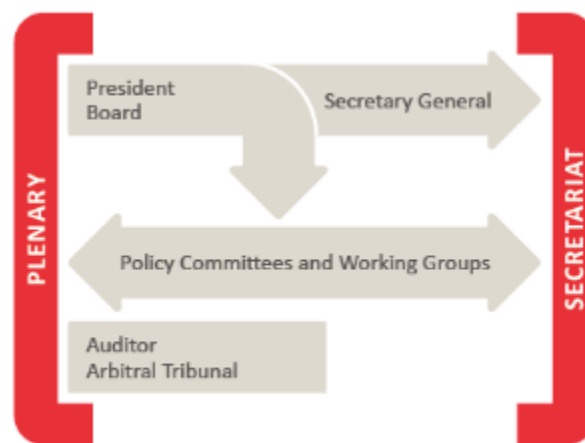 PLENARY
President
Board
Secretary General
Policy Committees and Working Groups
Auditor
Arbitral Tribunal
SECRETARIAT